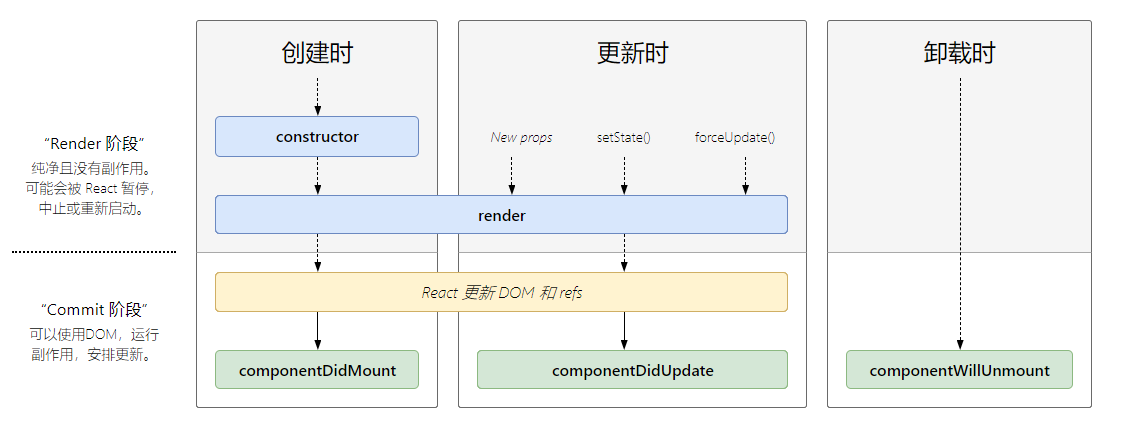 创建时
更新时
卸载时
“Render 阶段”
纯净且没有副作用。
可能会被 React 暂停，
中止或重新启动。
constructor
New props
setState()
forceUpdate()
render
“Commit 阶段”
可以使用DOM，运行
副作用，安排更新。
React 更新 DOM 和 refs
componentDidMount
componentDidUpdate
componentWillUnmount